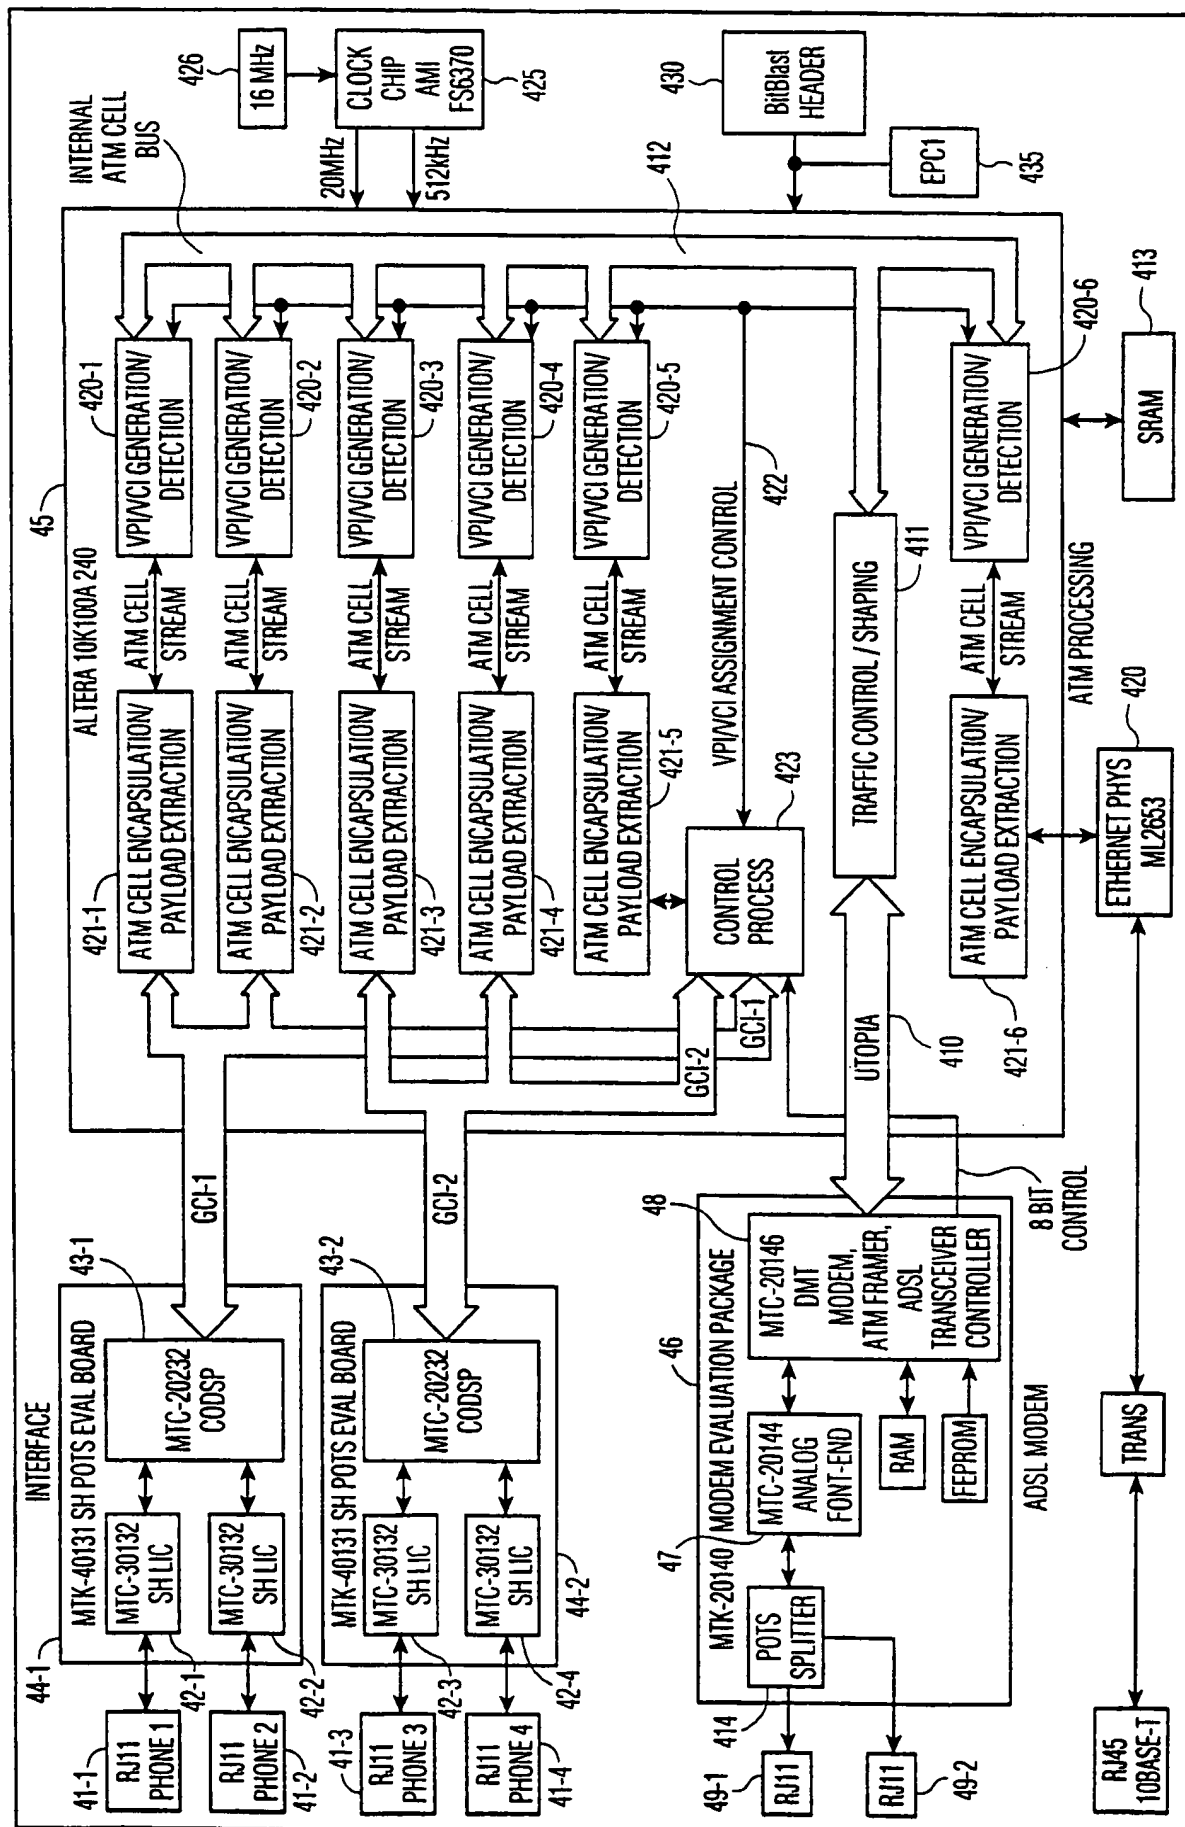 INTERFACE
44-1
MTK-40131 SH POTS EVAL BOARD
43-1
MTC-20232
CODSP
MTC-30132
SH LIC
42-1
MTC-30132
SH LIC
42-2
41-1
RJ11
PHONE 1
RJ11
PHONE 2
41-2
GCI-1
MTK-40131 SH POTS EVAL BOARD
43-2
MTC-20232
CODSP
MTC-30132
SH LIC
42-3
MTC-30132
SH LIC
42-4
44-2
41-3
RJ11
PHONE 3
RJ11
PHONE 4
41-4
GCI-2
45
ALTERA 10K100A 240
421-1
ATM CELL ENCAPSULATION/
PAYLOAD EXTRACTION
ATM CELL
STREAM
VPI/VCI GENERATION/
DETECTION
420-1
ATM CELL ENCAPSULATION/
PAYLOAD EXTRACTION
421-2
ATM CELL
STREAM
VPI/VCI GENERATION/
DETECTION
420-2
ATM CELL ENCAPSULATION/
PAYLOAD EXTRACTION
421-3
ATM CELL
STREAM
VPI/VCI GENERATION/
DETECTION
420-3
ATM CELL ENCAPSULATION/
PAYLOAD EXTRACTION
421-4
ATM CELL
STREAM
VPI/VCI GENERATION/
DETECTION
420-4
ATM CELL ENCAPSULATION/
PAYLOAD EXTRACTION
421-5
ATM CELL
STREAM
VPI/VCI GENERATION/
DETECTION
420-5
GCI-2
GCI-1
CONTROL
PROCESS
423
VPI/VCI ASSIGNMENT CONTROL
422
UTOPIA
410
TRAFFIC CONTROL / SHAPING
411
421-6
ATM CELL ENCAPSULATION/
PAYLOAD EXTRACTION
ATM CELL
STREAM
VPI/VCI GENERATION/
DETECTION
420-6
ATM PROCESSING
INTERNAL
ATM CELL
BUS
412
20MHz
512kHz
426
16 MHz
CLOCK
CHIP
AMI
FS6370
425
430
BitBlast
HEADER
EPC1
435
SRAM
413
46
MTK-20140 / MODEM EVALUATION PACKAGE
48
MTC-20146
DMT
MODEM,
ATM FRAMER,
ADSL
TRANSCEIVER
CONTROLLER
47
MTC-20144
ANALOG
FONT-END
RAM
FEPROM
POTS
SPLITTER
414
ADSL MODEM
8 BIT
CONTROL
49-1
RJ11
RJ11
49-2
RJ45
10BASE-T
TRANS
ETHERNET PHYS
ML2653
420